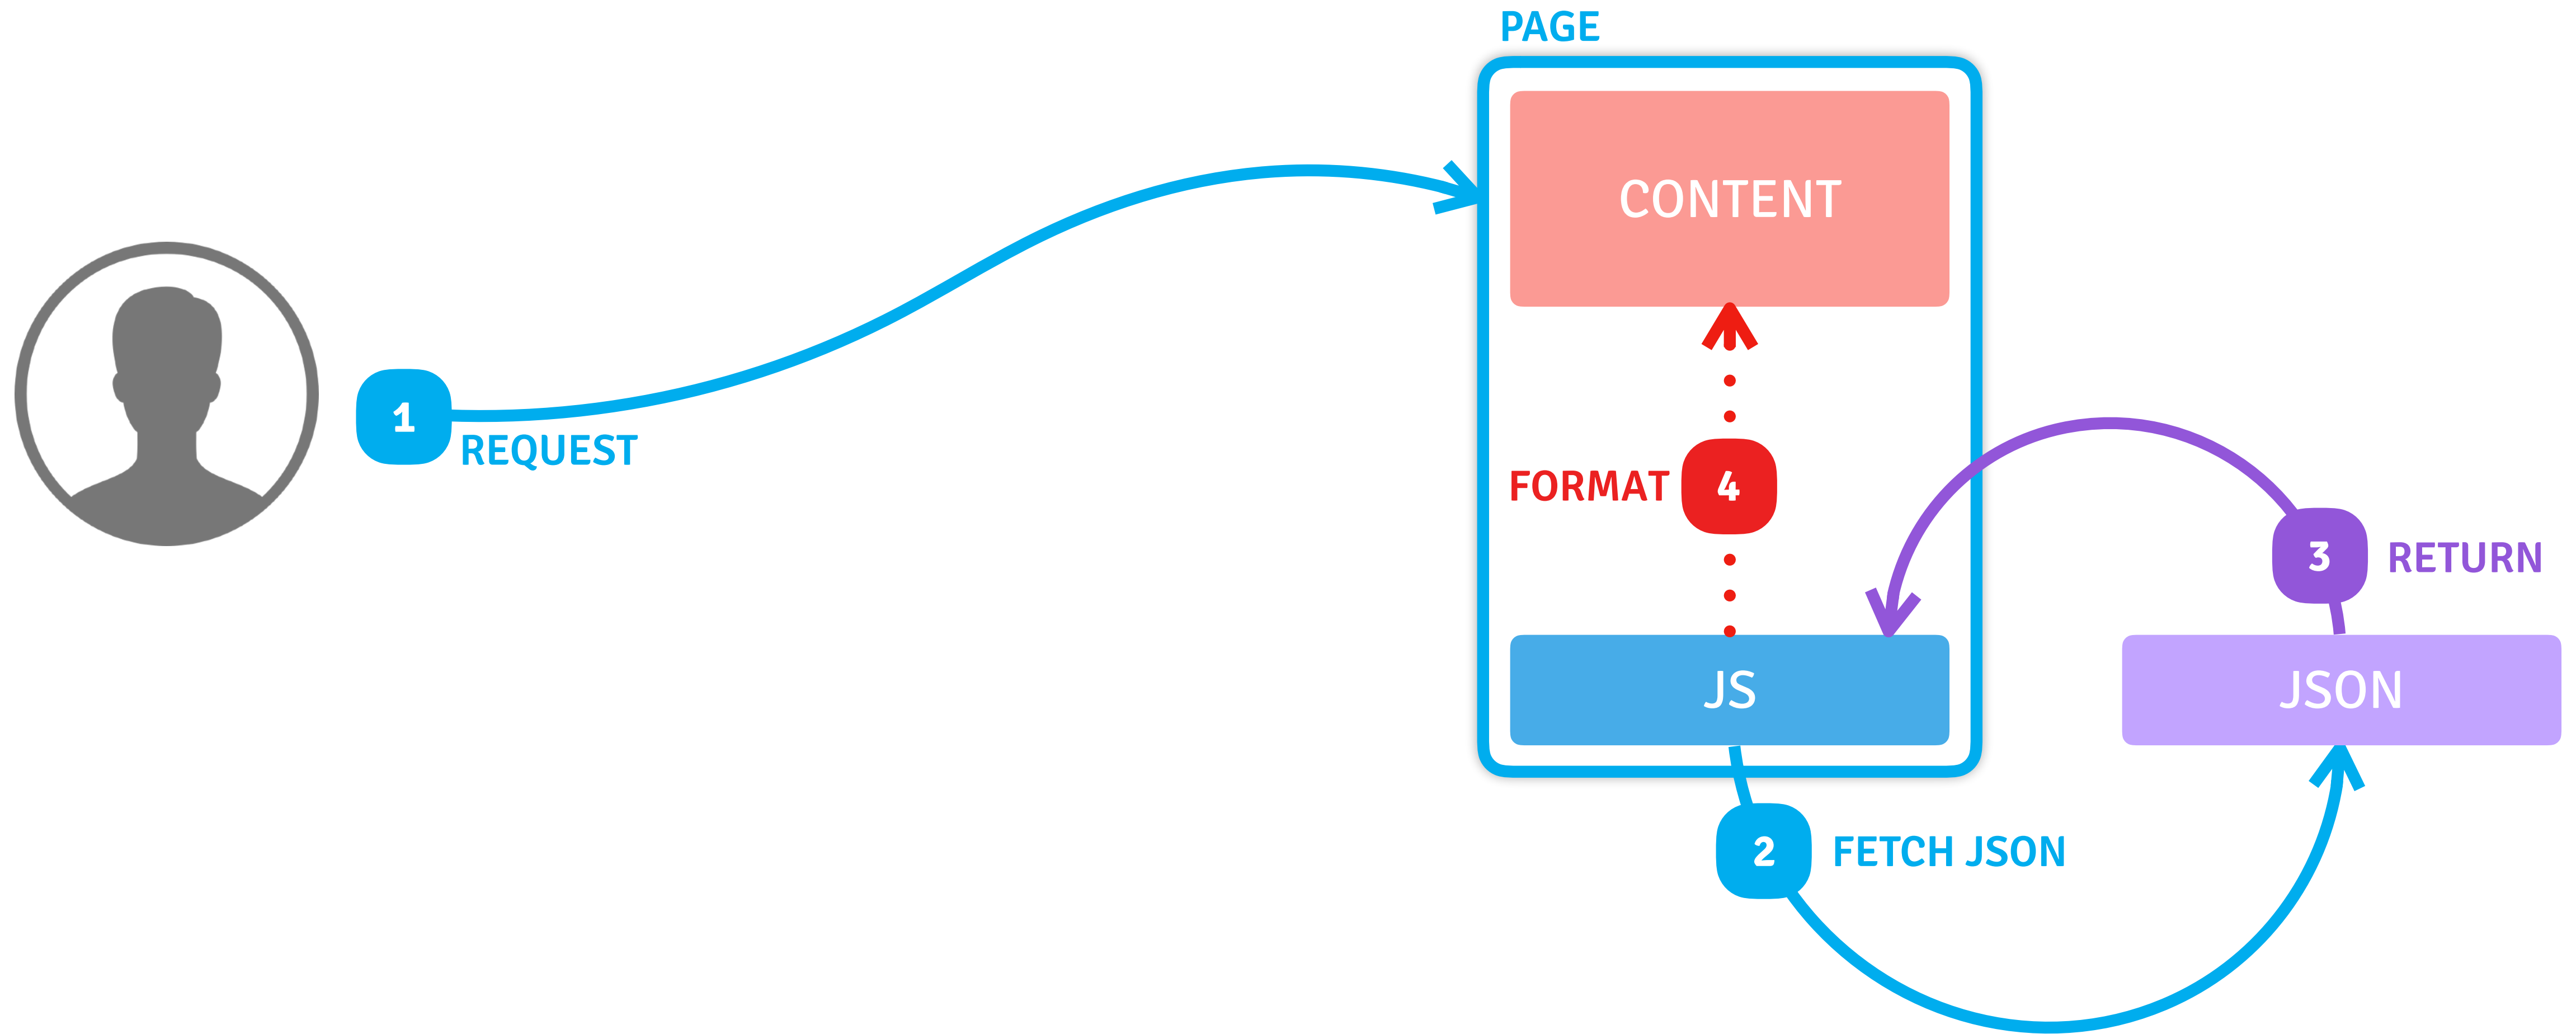 PAGE
CONTENT
1
REQUEST
FORMAT
4
3
RETURN
JS
JSON
2
FETCH JSON